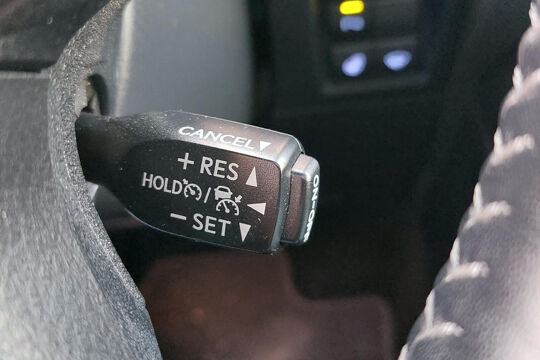 CANCEL▼
+ RES ▲
HOLD / ◀
− SET ▼
ON-OFF